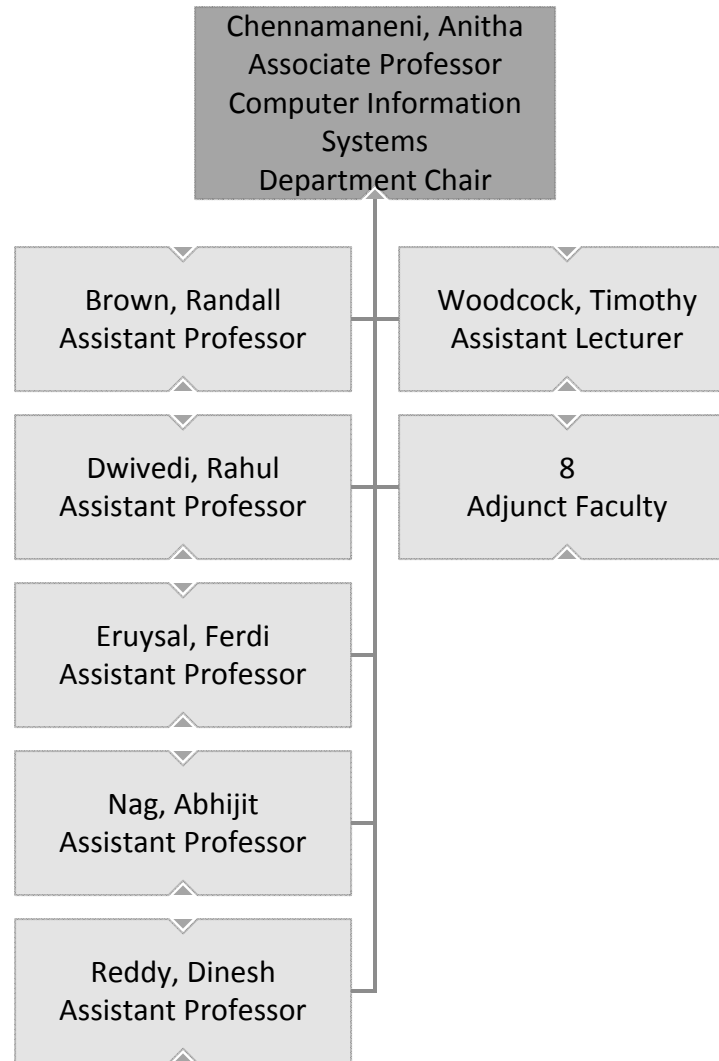 Chennamaneni, Anitha
Associate Professor
Computer Information
Systems
Department Chair
Brown, Randall
Assistant Professor
Woodcock, Timothy
Assistant Lecturer
Dwivedi, Rahul
Assistant Professor
8
Adjunct Faculty
Eruysal, Ferdi
Assistant Professor
Nag, Abhijit
Assistant Professor
Reddy, Dinesh
Assistant Professor